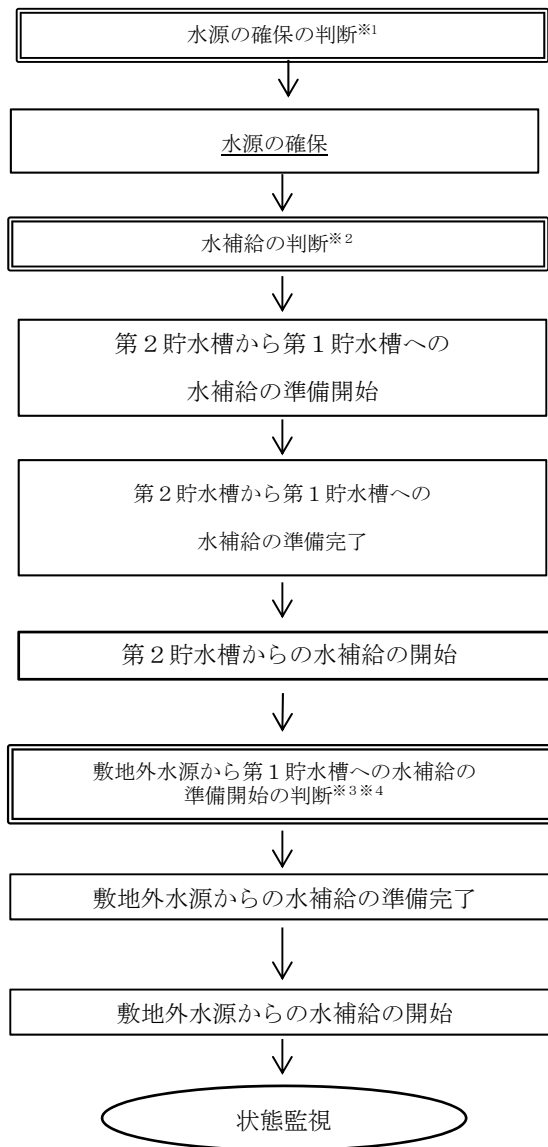 水源の確保の判断※1
水源の確保
水補給の判断※2
第2貯水槽から第1貯水槽への
水補給の準備開始
第2貯水槽から第1貯水槽への
水補給の準備完了
第2貯水槽からの水補給の開始
敷地外水源から第1貯水槽への水補給の
準備開始の判断※3※4
敷地外水源からの水補給の準備完了
敷地外水源からの水補給の開始
状態監視